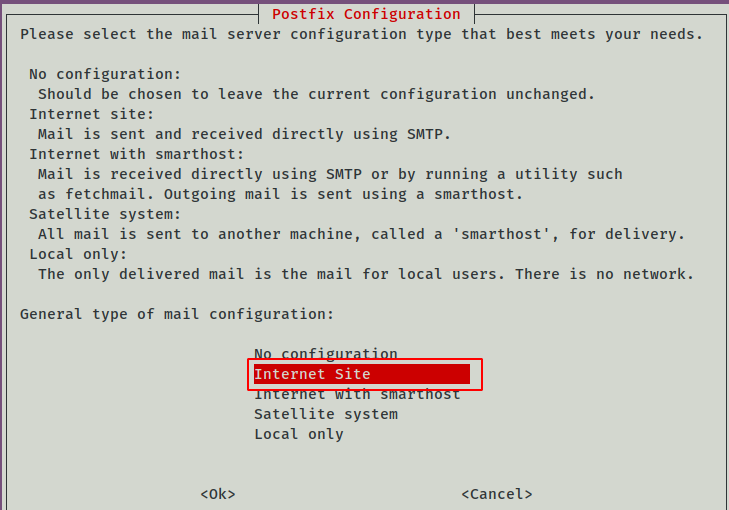 Postfix Configuration
Please select the mail server configuration type that best meets your needs.
No configuration:
Should be chosen to leave the current configuration unchanged.
Internet site:
Mail is sent and received directly using SMTP.
Internet with smarthost:
Mail is received directly using SMTP or by running a utility such
as fetchmail. Outgoing mail is sent using a smarthost.
Satellite system:
All mail is sent to another machine, called a 'smarthost', for delivery.
Local only:
The only delivered mail is the mail for local users. There is no network.
General type of mail configuration:
No configuration
Internet Site
Internet with smarthost
Satellite system
Local only
<Ok> <Cancel>